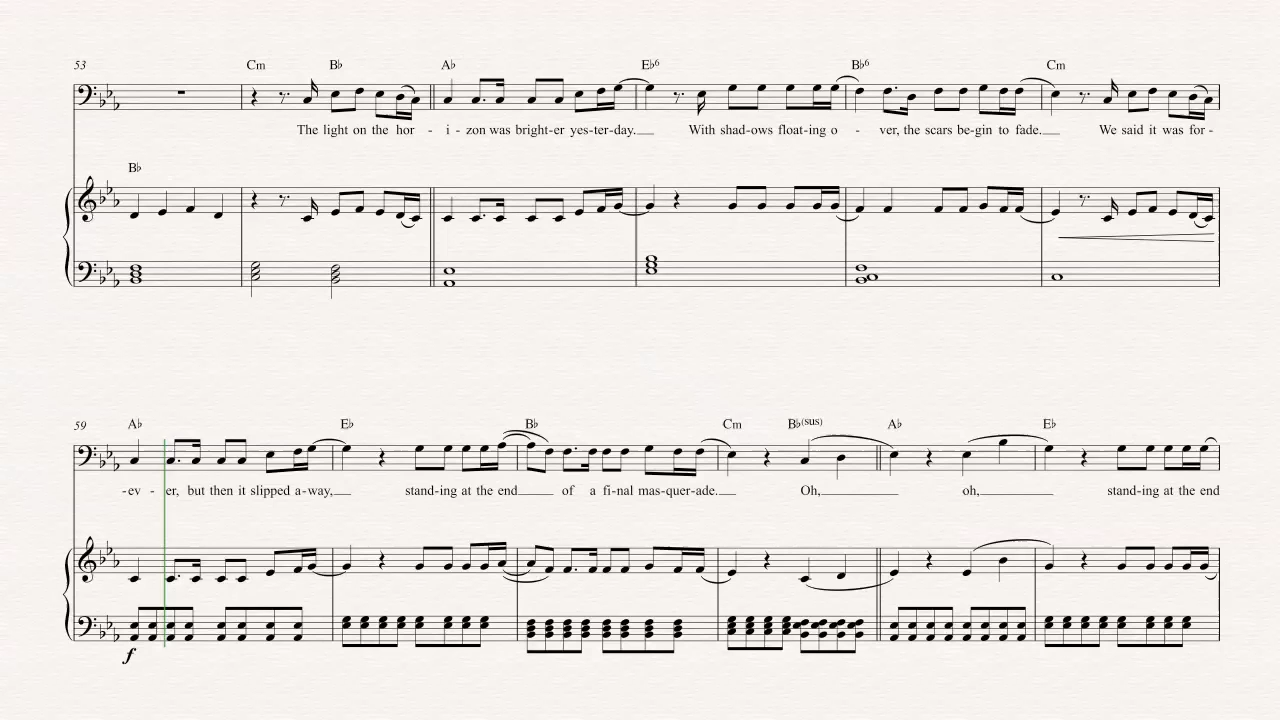 53 Cm B♭ A♭ E♭6 B♭6 Cm
The light on the hor - i - zon was bright-er yes-ter-day. With shad-ows float-ing o - ver, the scars be-gin to fade. We said it was for -
B♭
59 A♭ E♭ B♭ Cm B♭(sus) A♭ E♭
-ev - er, but then it slipped a-way, stand-ing at the end of a fi-nal mas-quer-ade. Oh, oh, stand-ing at the end
f